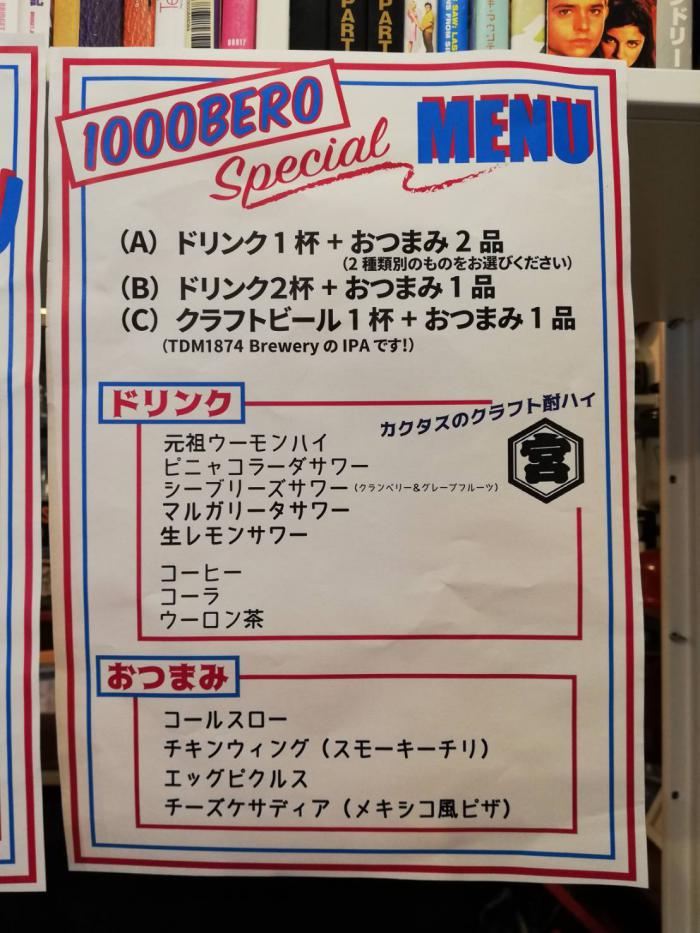 PART
PART
1000BERO
Special MENU
（A）ドリンク1杯 + おつまみ2品
（2種類別のものをお選びください）
（B）ドリンク2杯 + おつまみ1品
（C）クラフトビール1杯 + おつまみ1品
（TDM1874 Brewery の IPA です!）
ドリンク
カクタスのクラフト酎ハイ
宮
元祖ウーモンハイ
ピニャコラーダサワー
シーブリーズサワー（クランベリー&グレープフルーツ）
マルガリータサワー
生レモンサワー
コーヒー
コーラ
ウーロン茶
おつまみ
コールスロー
チキンウィング（スモーキーチリ）
エッグピクルス
チーズケサディア（メキシコ風ピザ）